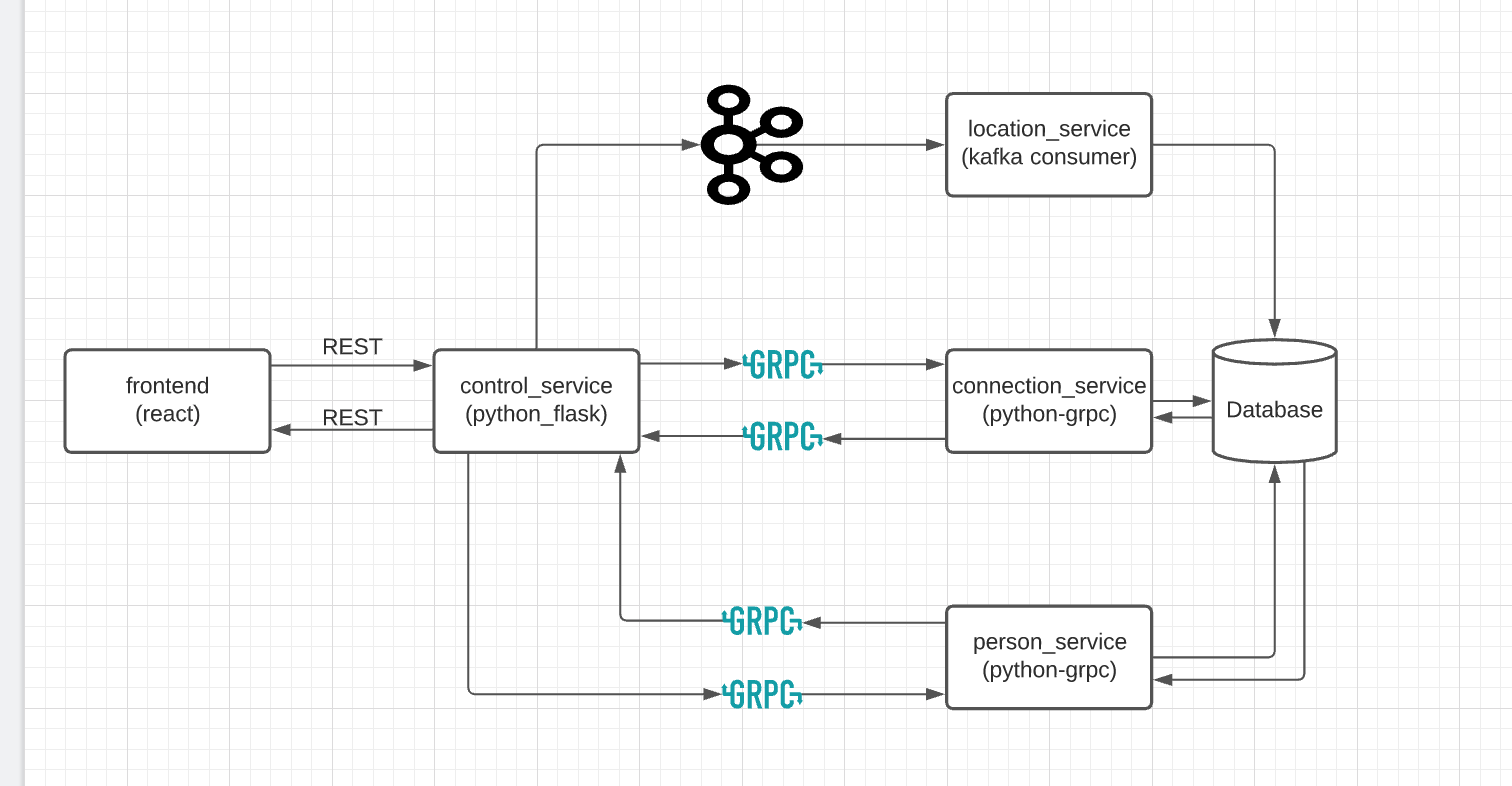 location_service
(kafka consumer)
REST
frontend
(react)
REST
control_service
(python_flask)
GRPC
GRPC
connection_service
(python-grpc)
Database
GRPC
GRPC
person_service
(python-grpc)